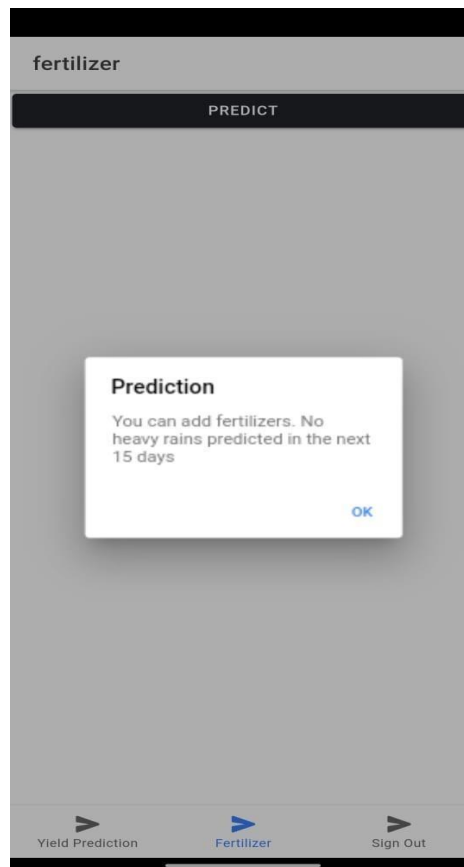 fertilizer
PREDICT
Prediction
You can add fertilizers. No
heavy rains predicted in the next
15 days
OK
Yield Prediction
Fertilizer
Sign Out